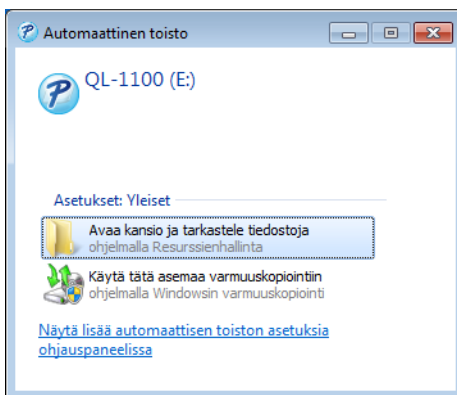 Automaattinen toisto
QL-1100 (E:)
Asetukset: Yleiset
Avaa kansio ja tarkastele tiedostoja
ohjelmalla Resurssienhallinta
Käytä tätä asemaa varmuuskopiointiin
ohjelmalla Windowsin varmuuskopiointi
Näytä lisää automaattisen toiston asetuksia
ohjauspaneelissa